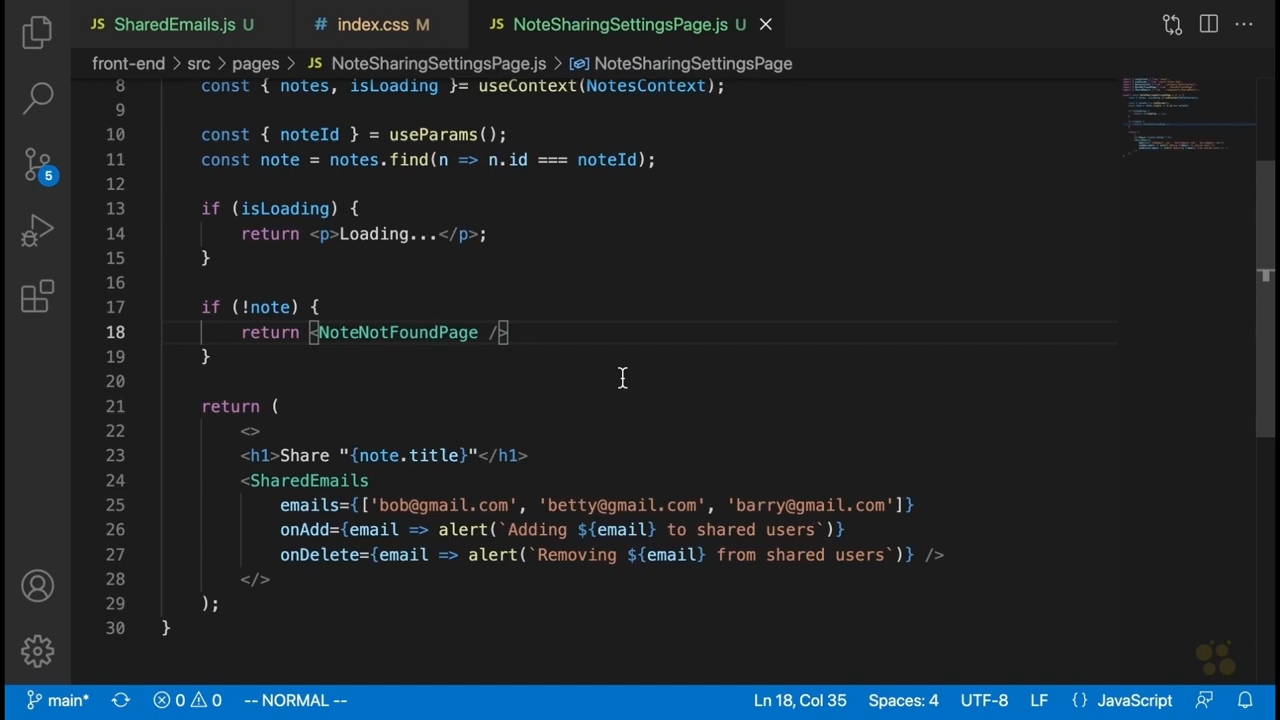 JS SharedEmails.js U # index.css M JS NoteSharingSettingsPage.js U
front-end > src > pages > JS NoteSharingSettingsPage.js > NoteSharingSettingsPage
8 const { notes, isLoading }= useContext(NotesContext);
9
10 const { noteId } = useParams();
11 const note = notes.find(n => n.id === noteId);
12
13 if (isLoading) {
14 return <p>Loading...</p>;
15 }
16
17 if (!note) {
18 return <NoteNotFoundPage />
19 }
20
21 return (
22 <>
23 <h1>Share "{note.title}"</h1>
24 <SharedEmails
25 emails={['bob@gmail.com', 'betty@gmail.com', 'barry@gmail.com']}
26 onAdd={email => alert(`Adding ${email} to shared users`)}
27 onDelete={email => alert(`Removing ${email} from shared users`)} />
28 </>
29 );
30 }
5
main* 0 0 -- NORMAL -- Ln 18, Col 35 Spaces: 4 UTF-8 LF {} JavaScript